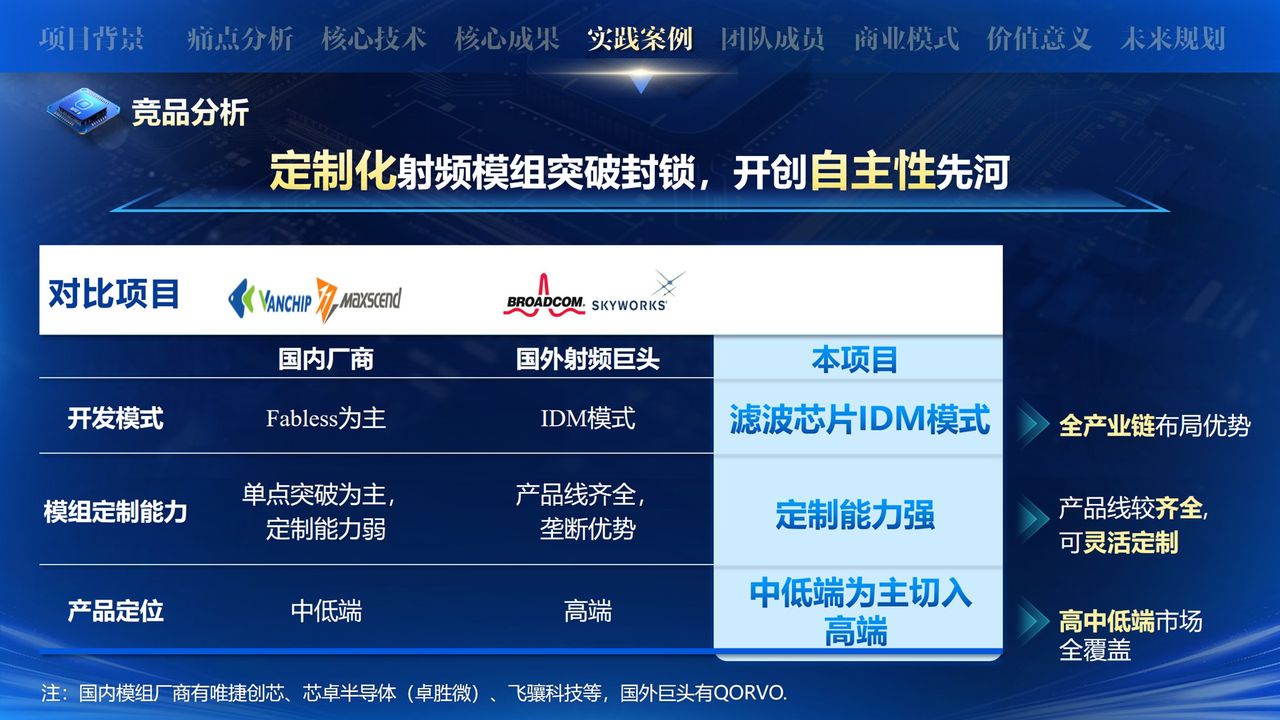 项目背景 痛点分析 核心技术 核心成果 实践案例 团队成员 商业模式 价值意义 未来规划
竞品分析
定制化射频模组突破封锁，开创自主性先河
对比项目 VANCHIP MAXSCEND BROADCOM. SKYWORKS
国内厂商 国外射频巨头 本项目
开发模式 Fabless为主 IDM模式 滤波芯片IDM模式 全产业链布局优势
模组定制能力
单点突破为主，
定制能力弱
产品线齐全，
垄断优势
定制能力强
产品线较齐全，
可灵活定制
产品定位 中低端 高端
中低端为主切入
高端
高中低端市场
全覆盖
注：国内模组厂商有唯捷创芯、芯卓半导体（卓胜微）、飞骧科技等，国外巨头有QORVO.